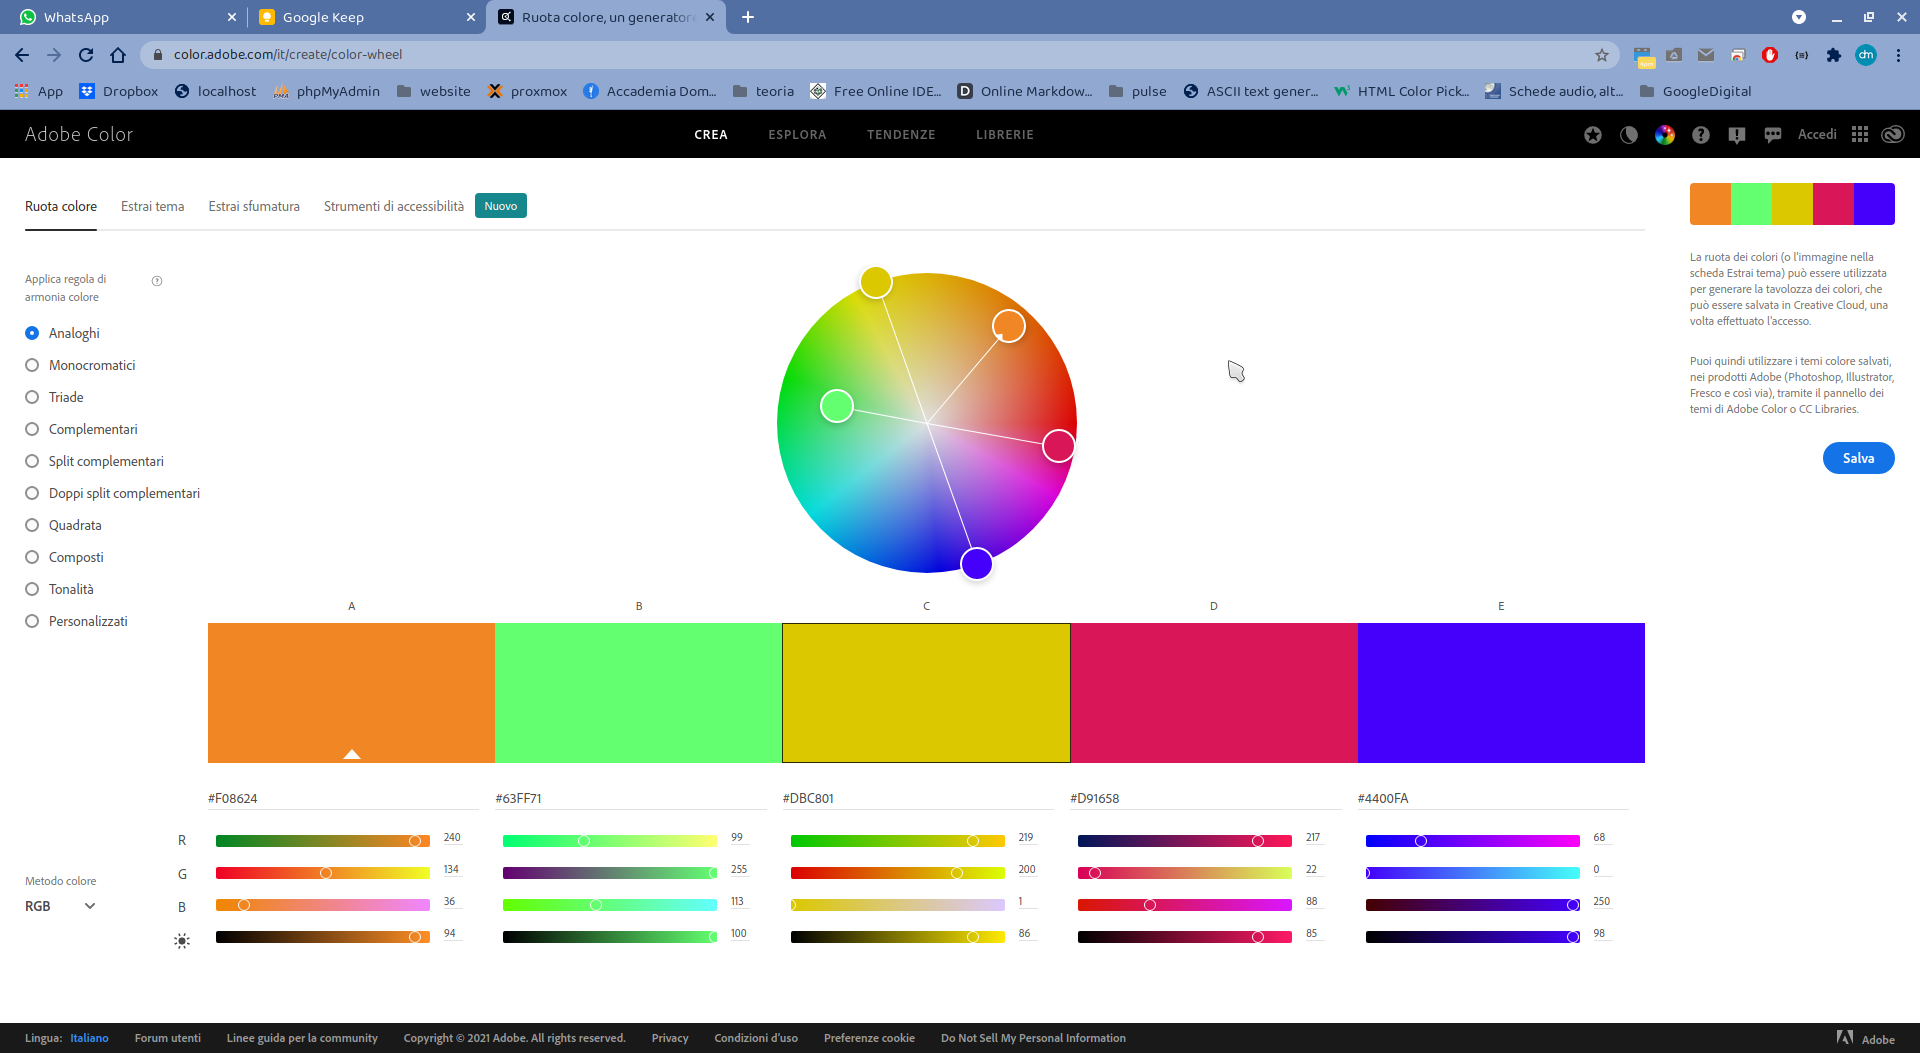 WhatsApp
Google Keep
Ruota colore, un generatore
color.adobe.com/it/create/color-wheel
App
Dropbox
localhost
phpMyAdmin
website
proxmox
Accademia Dom...
teoria
Free Online IDE...
Online Markdow...
pulse
ASCII text gener...
HTML Color Pick...
Schede audio, alt...
GoogleDigital
Adobe Color
CREA
ESPLORA
TENDENZE
LIBRERIE
Accedi
Ruota colore
Estrai tema
Estrai sfumatura
Strumenti di accessibilità
Nuovo
Applica regola di
armonia colore
Analoghi
Monocromatici
Triade
Complementari
Split complementari
Doppi split complementari
Quadrata
Composti
Tonalità
Personalizzati
La ruota dei colori (o l'immagine nella
scheda Estrai tema) può essere utilizzata
per generare la tavolozza dei colori, che
può essere salvata in Creative Cloud, una
volta effettuato l'accesso.
Puoi quindi utilizzare i temi colore salvati,
nei prodotti Adobe (Photoshop, Illustrator,
Fresco e così via), tramite il pannello dei
temi di Adobe Color o CC Libraries.
Salva
A B C D E
#F08624 #63FF71 #DBC801 #D91658 #4400FA
R 240 99 219 217 68
G 134 255 200 22 0
B 36 113 1 88 250
94 100 86 85 98
Metodo colore
RGB
Lingua: Italiano
Forum utenti
Linee guida per la community
Copyright © 2021 Adobe. All rights reserved.
Privacy
Condizioni d'uso
Preferenze cookie
Do Not Sell My Personal Information
Adobe